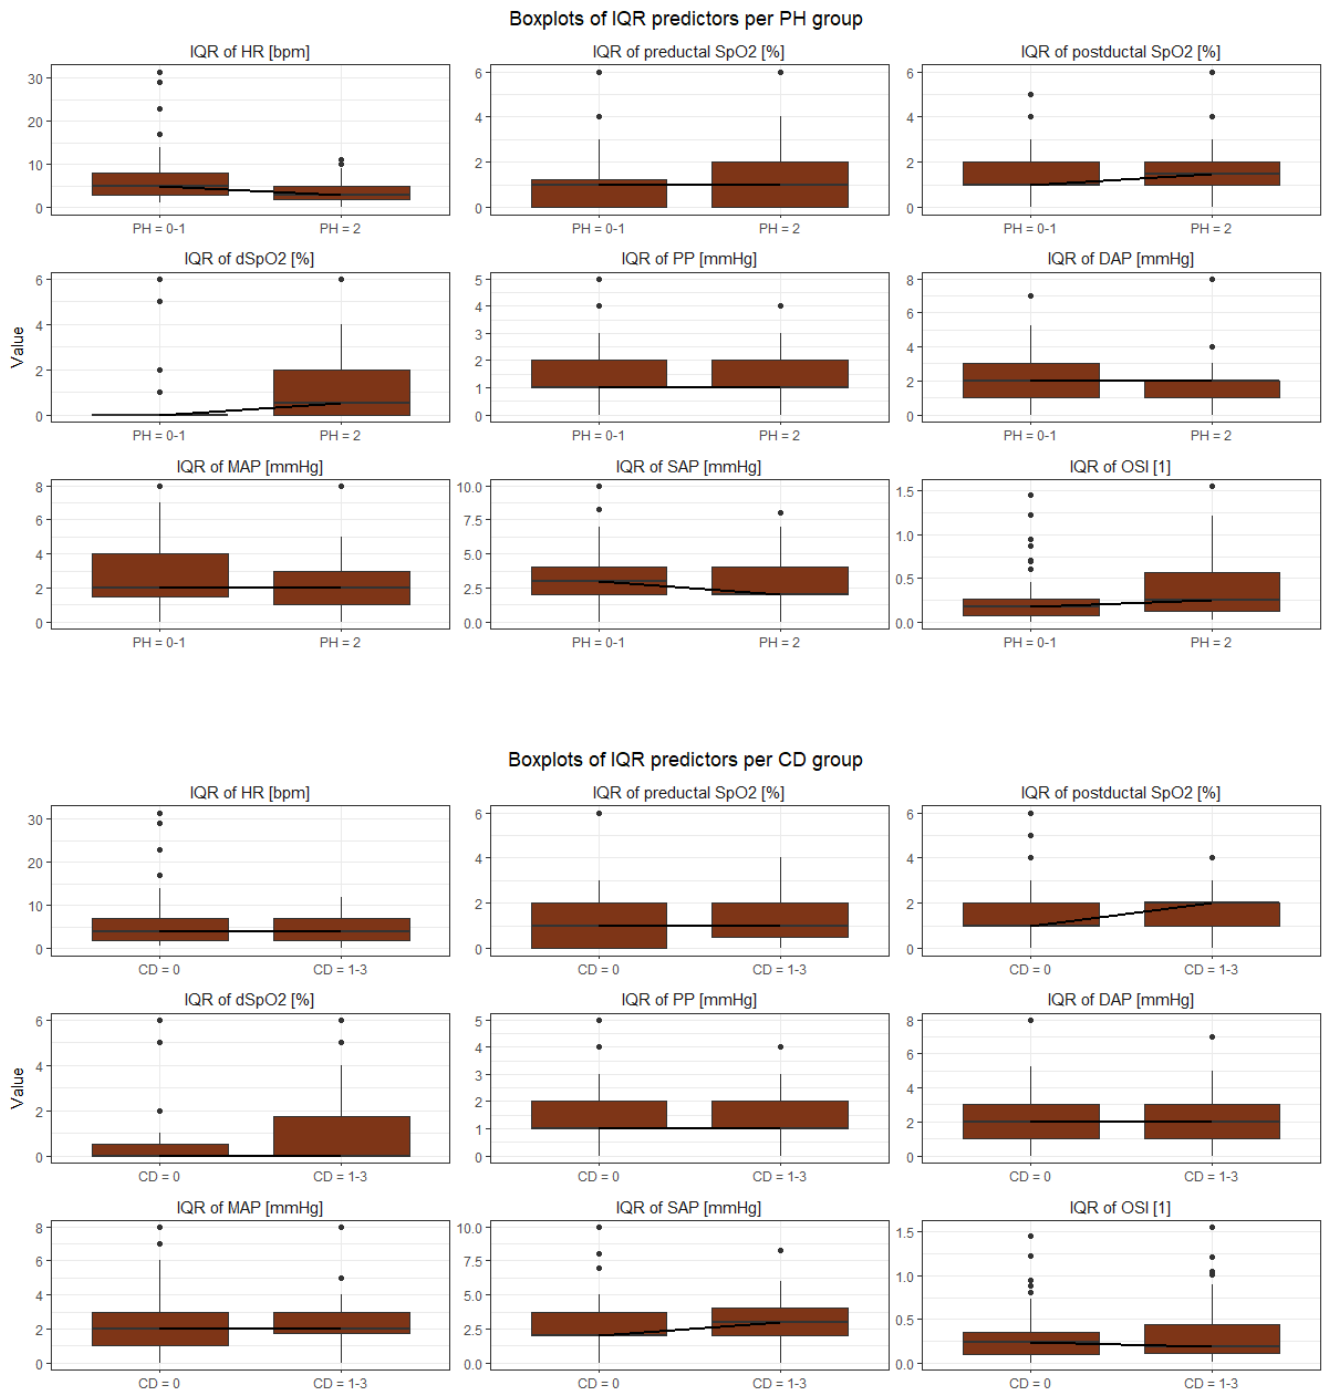 Boxplots of IQR predictors per PH group
IQR of HR [bpm] IQR of preductal SpO2 [%] IQR of postductal SpO2 [%]
30 20 10 0
6 4 2 0
6 4 2 0
PH = 0-1 PH = 2 PH = 0-1 PH = 2 PH = 0-1 PH = 2
IQR of dSpO2 [%] IQR of PP [mmHg] IQR of DAP [mmHg]
Value
6 4 2 0
5 4 3 2 1 0
8 6 4 2 0
PH = 0-1 PH = 2 PH = 0-1 PH = 2 PH = 0-1 PH = 2
IQR of MAP [mmHg] IQR of SAP [mmHg] IQR of OSI [1]
8 6 4 2 0
10.0 7.5 5.0 2.5 0.0
1.5 1.0 0.5 0.0
PH = 0-1 PH = 2 PH = 0-1 PH = 2 PH = 0-1 PH = 2
Boxplots of IQR predictors per CD group
IQR of HR [bpm] IQR of preductal SpO2 [%] IQR of postductal SpO2 [%]
30 20 10 0
6 4 2 0
6 4 2 0
CD = 0 CD = 1-3 CD = 0 CD = 1-3 CD = 0 CD = 1-3
IQR of dSpO2 [%] IQR of PP [mmHg] IQR of DAP [mmHg]
Value
6 4 2 0
5 4 3 2 1 0
8 6 4 2 0
CD = 0 CD = 1-3 CD = 0 CD = 1-3 CD = 0 CD = 1-3
IQR of MAP [mmHg] IQR of SAP [mmHg] IQR of OSI [1]
8 6 4 2 0
10.0 7.5 5.0 2.5 0.0
1.5 1.0 0.5 0.0
CD = 0 CD = 1-3 CD = 0 CD = 1-3 CD = 0 CD = 1-3